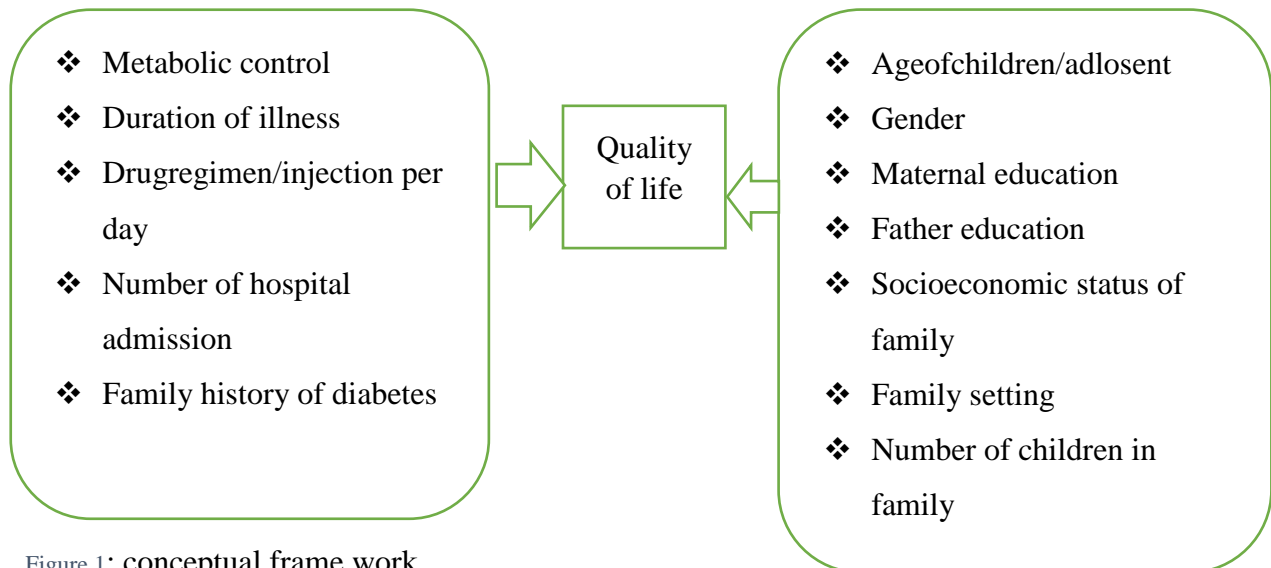 ❖ Metabolic control
❖ Duration of illness
❖ Drugregimen/injection per
day
❖ Number of hospital
admission
❖ Family history of diabetes
Quality
of life
❖ Ageofchildren/adlosent
❖ Gender
❖ Maternal education
❖ Father education
❖ Socioeconomic status of
family
❖ Family setting
❖ Number of children in
family
Figure 1: conceptual frame work